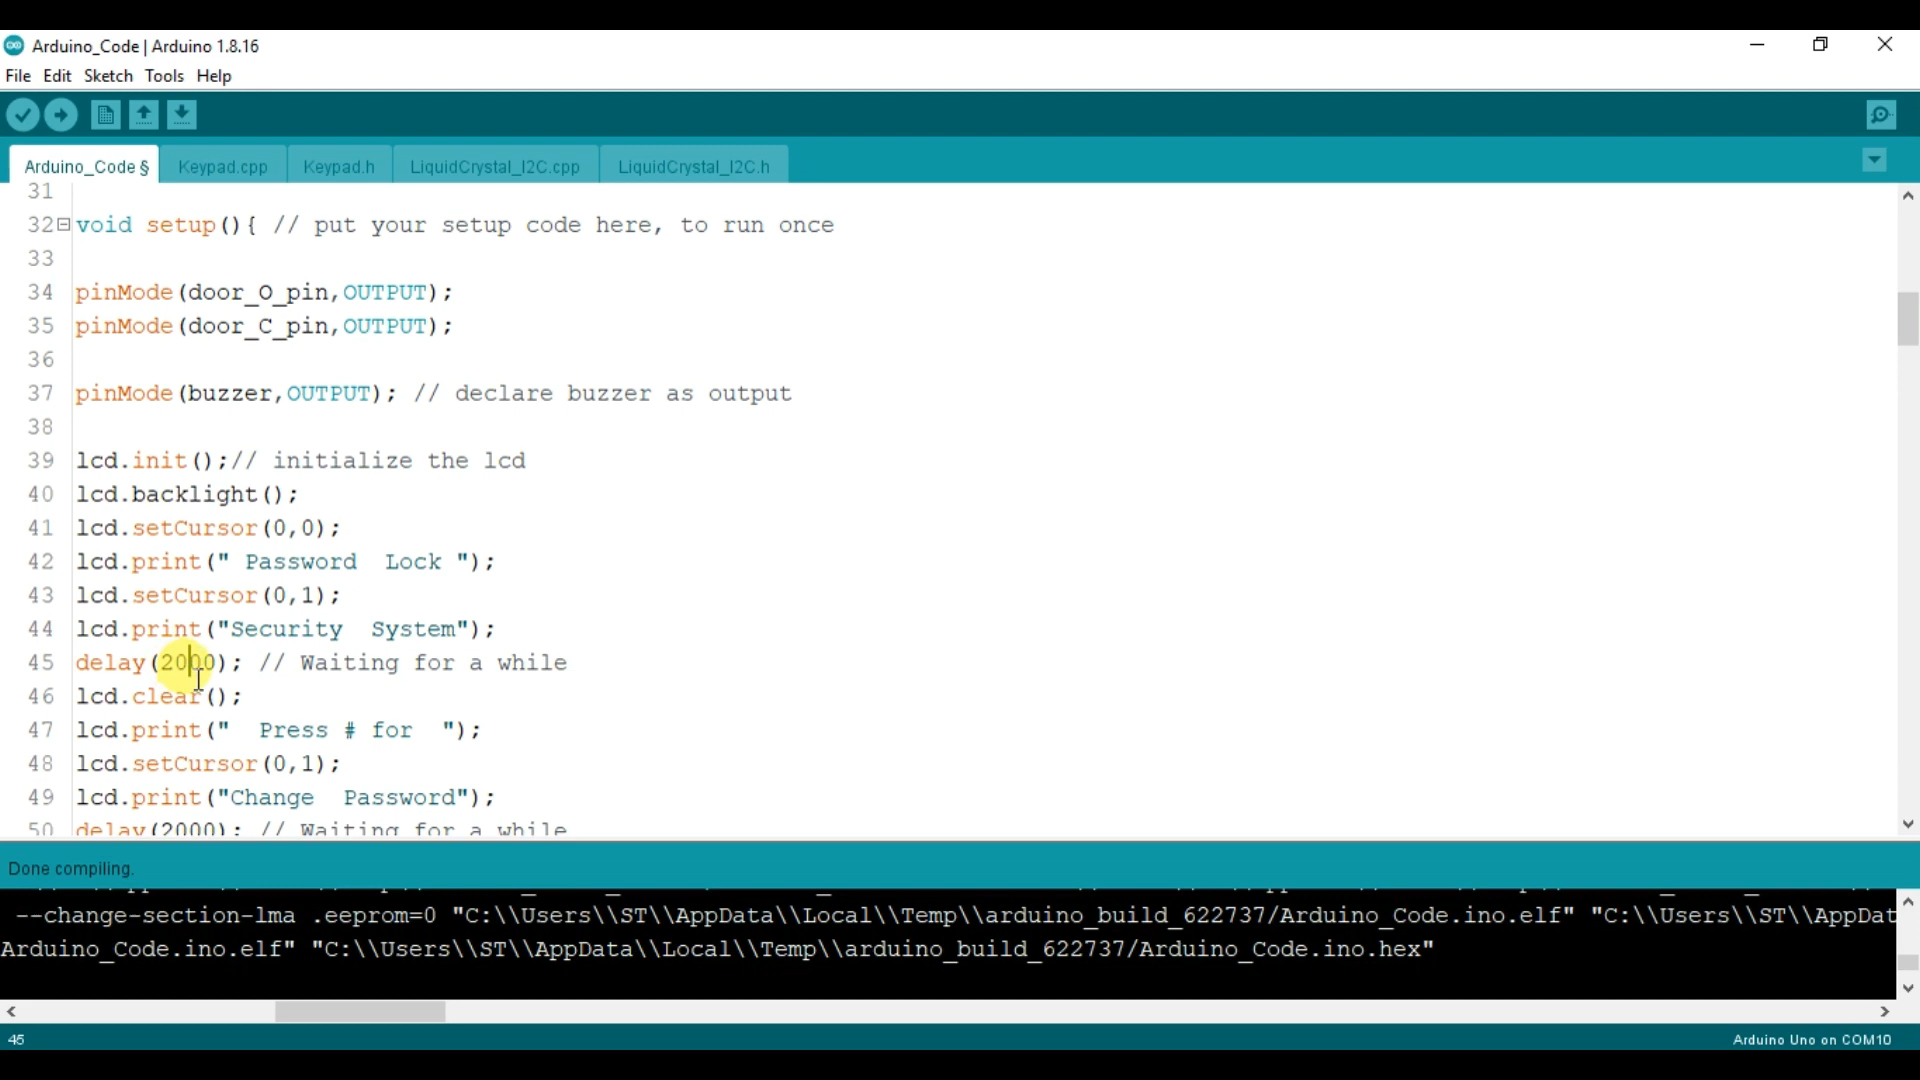 Arduino_Code | Arduino 1.8.16
File Edit Sketch Tools Help
Arduino_Code § Keypad.cpp Keypad.h LiquidCrystal_I2C.cpp LiquidCrystal_I2C.h
31
32 void setup(){ // put your setup code here, to run once
33
34 pinMode(door_O_pin,OUTPUT);
35 pinMode(door_C_pin,OUTPUT);
36
37 pinMode(buzzer,OUTPUT); // declare buzzer as output
38
39 lcd.init();// initialize the lcd
40 lcd.backlight();
41 lcd.setCursor(0,0);
42 lcd.print(" Password  Lock ");
43 lcd.setCursor(0,1);
44 lcd.print("Security  System");
45 delay(2000); // Waiting for a while
46 lcd.clear();
47 lcd.print("  Press # for  ");
48 lcd.setCursor(0,1);
49 lcd.print("Change  Password");
50 delay(2000); // Waiting for a while
Done compiling.
--change-section-lma .eeprom=0 "C:\\Users\\ST\\AppData\\Local\\Temp\\arduino_build_622737/Arduino_Code.ino.elf" "C:\\Users\\ST\\AppDat
Arduino_Code.ino.elf" "C:\\Users\\ST\\AppData\\Local\\Temp\\arduino_build_622737/Arduino_Code.ino.hex"
45 Arduino Uno on COM10